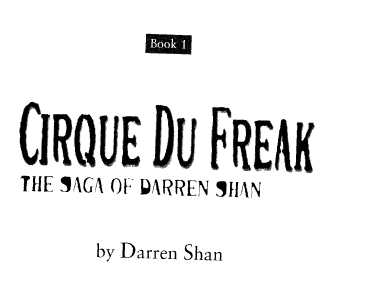 Book 1
CIRQUE DU FREAK
THE SAGA OF DARREN SHAN
by Darren Shan